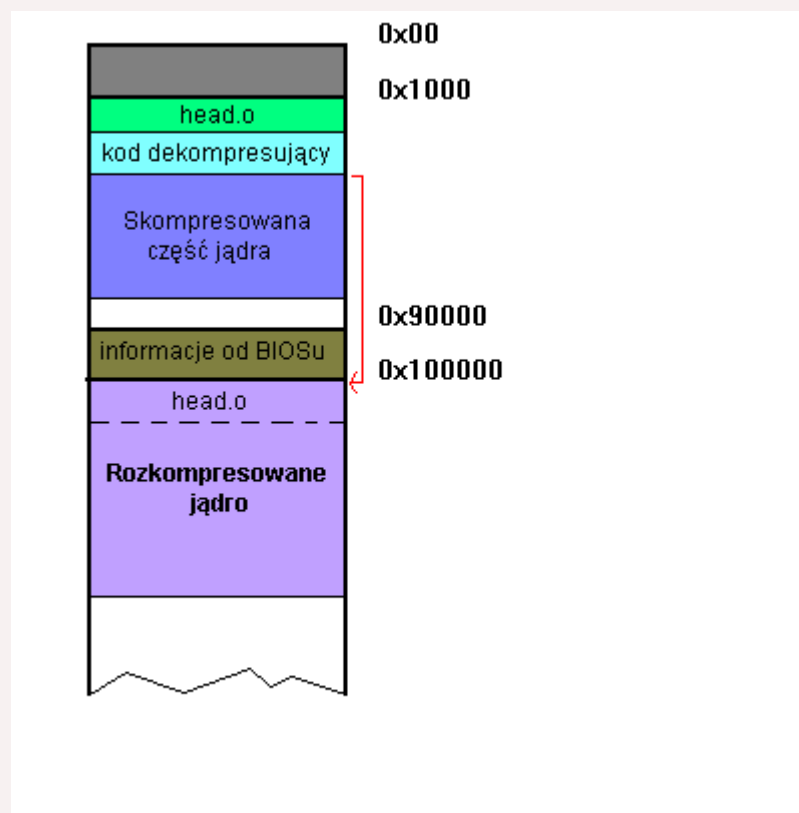 0x00
0x1000
head.o
kod dekompresujący
Skompresowana
część jądra
0x90000
informacje od BIOSu
0x100000
head.o
Rozkompresowane
jądro